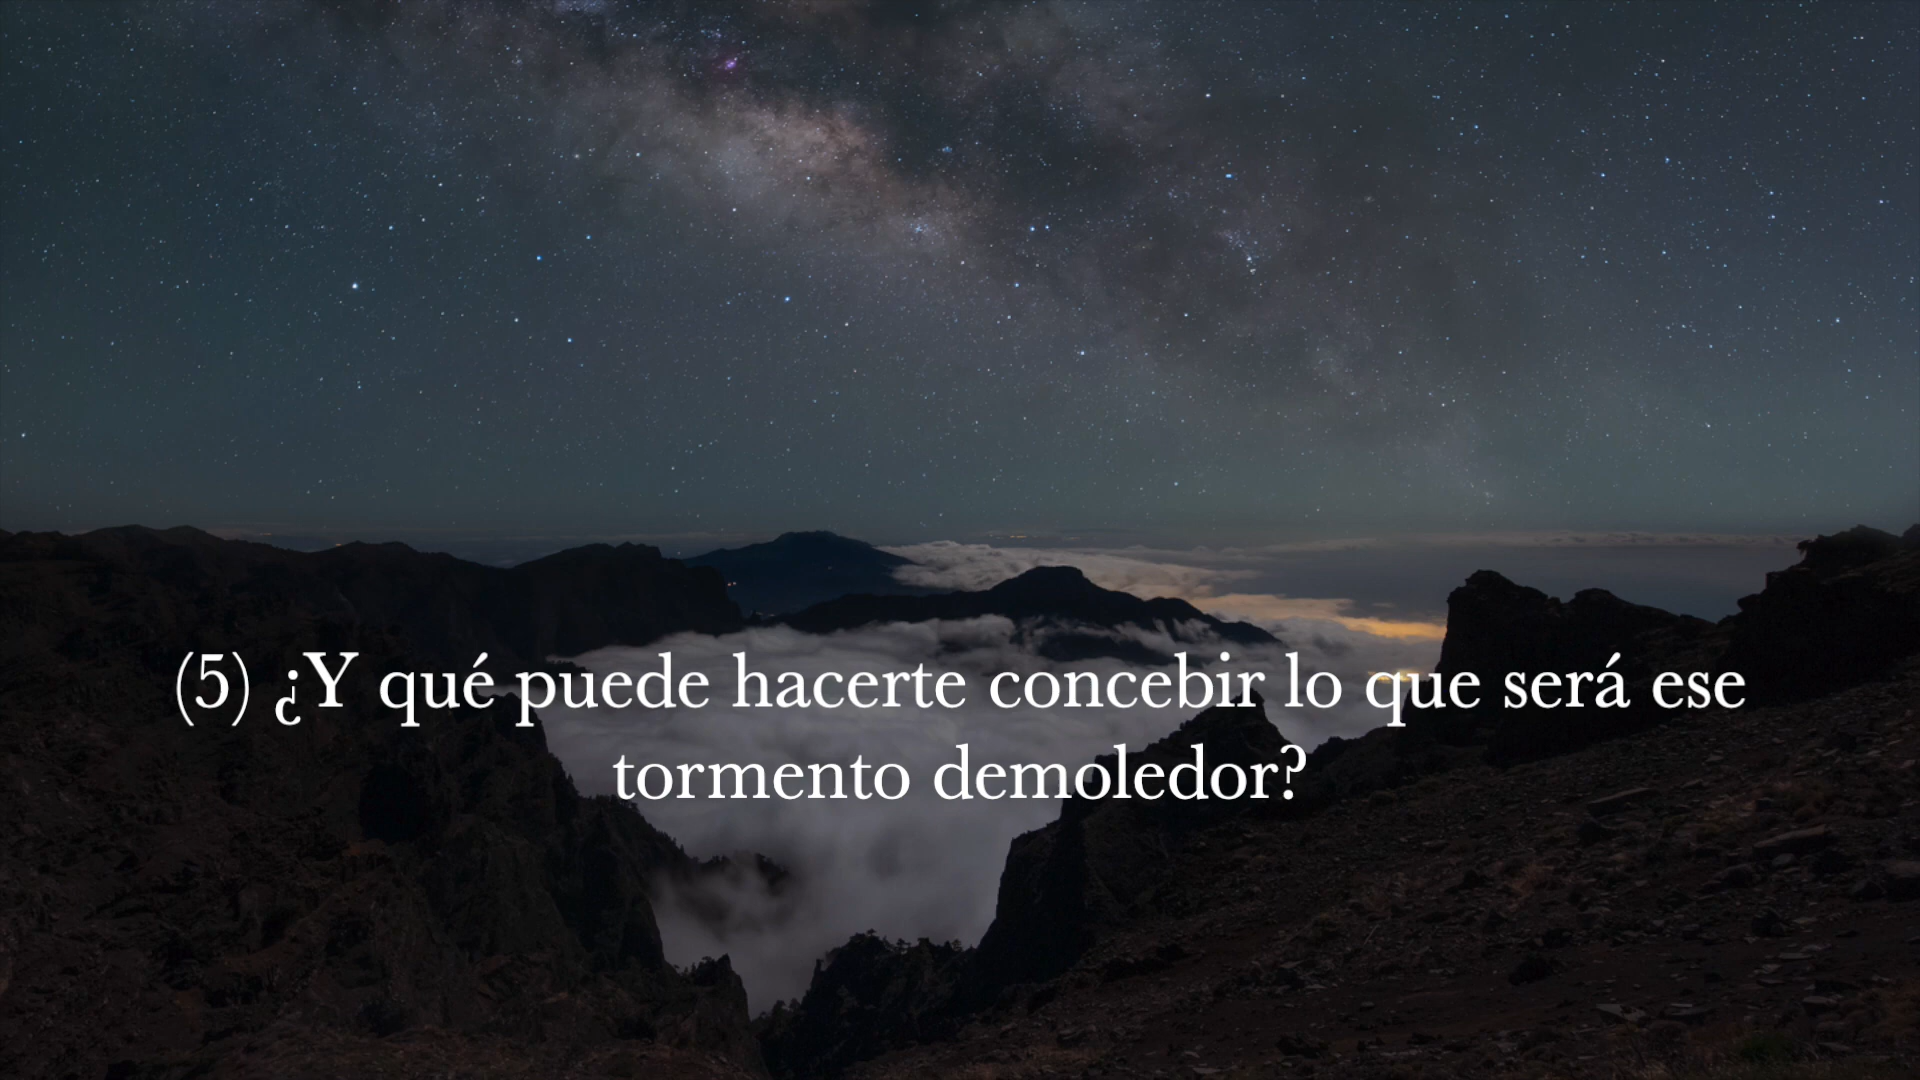 (5) ¿Y qué puede hacerte concebir lo que será ese
tormento demoledor?